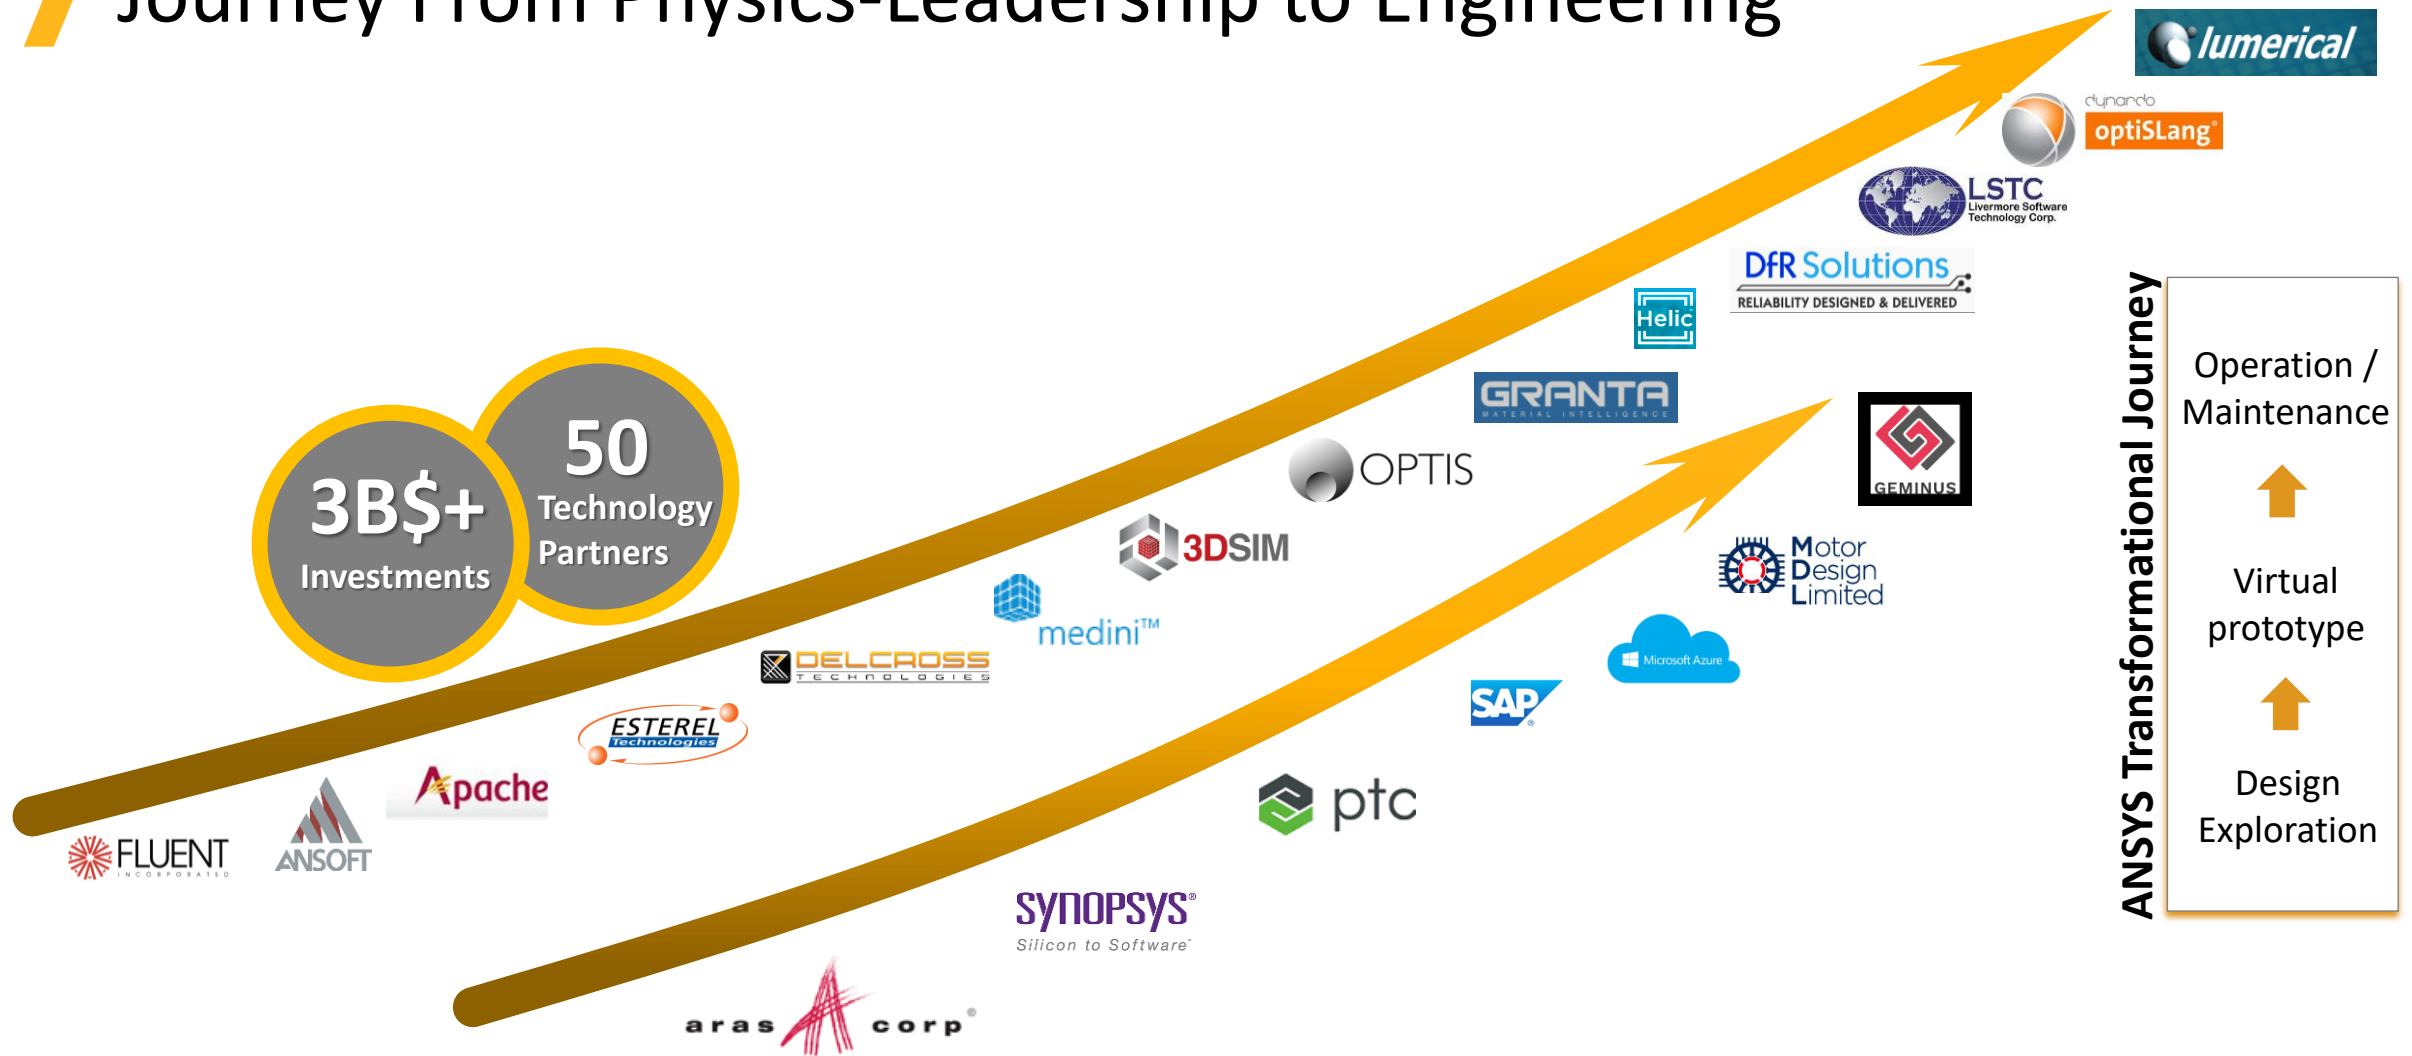 Journey From Physics-Leadership to Engineering
lumerical
dynardo
optiSLang®
LSTC
Livermore Software
Technology Corp.
DfR Solutions
RELIABILITY DESIGNED & DELIVERED
Helic
GRANTA
MATERIAL INTELLIGENCE
OPTIS
3DSIM
medini™
DELCROSS
TECHNOLOGIES
ESTEREL
Technologies
Apache
ANSOFT
FLUENT
INCORPORATED
3B$+
Investments
50
Technology
Partners
GEMINUS
Motor
Design
Limited
Microsoft Azure
SAP®
ptc
SYNOPSYS®
Silicon to Software™
aras corp®
ANSYS Transformational Journey
Operation /
Maintenance
Virtual
prototype
Design
Exploration